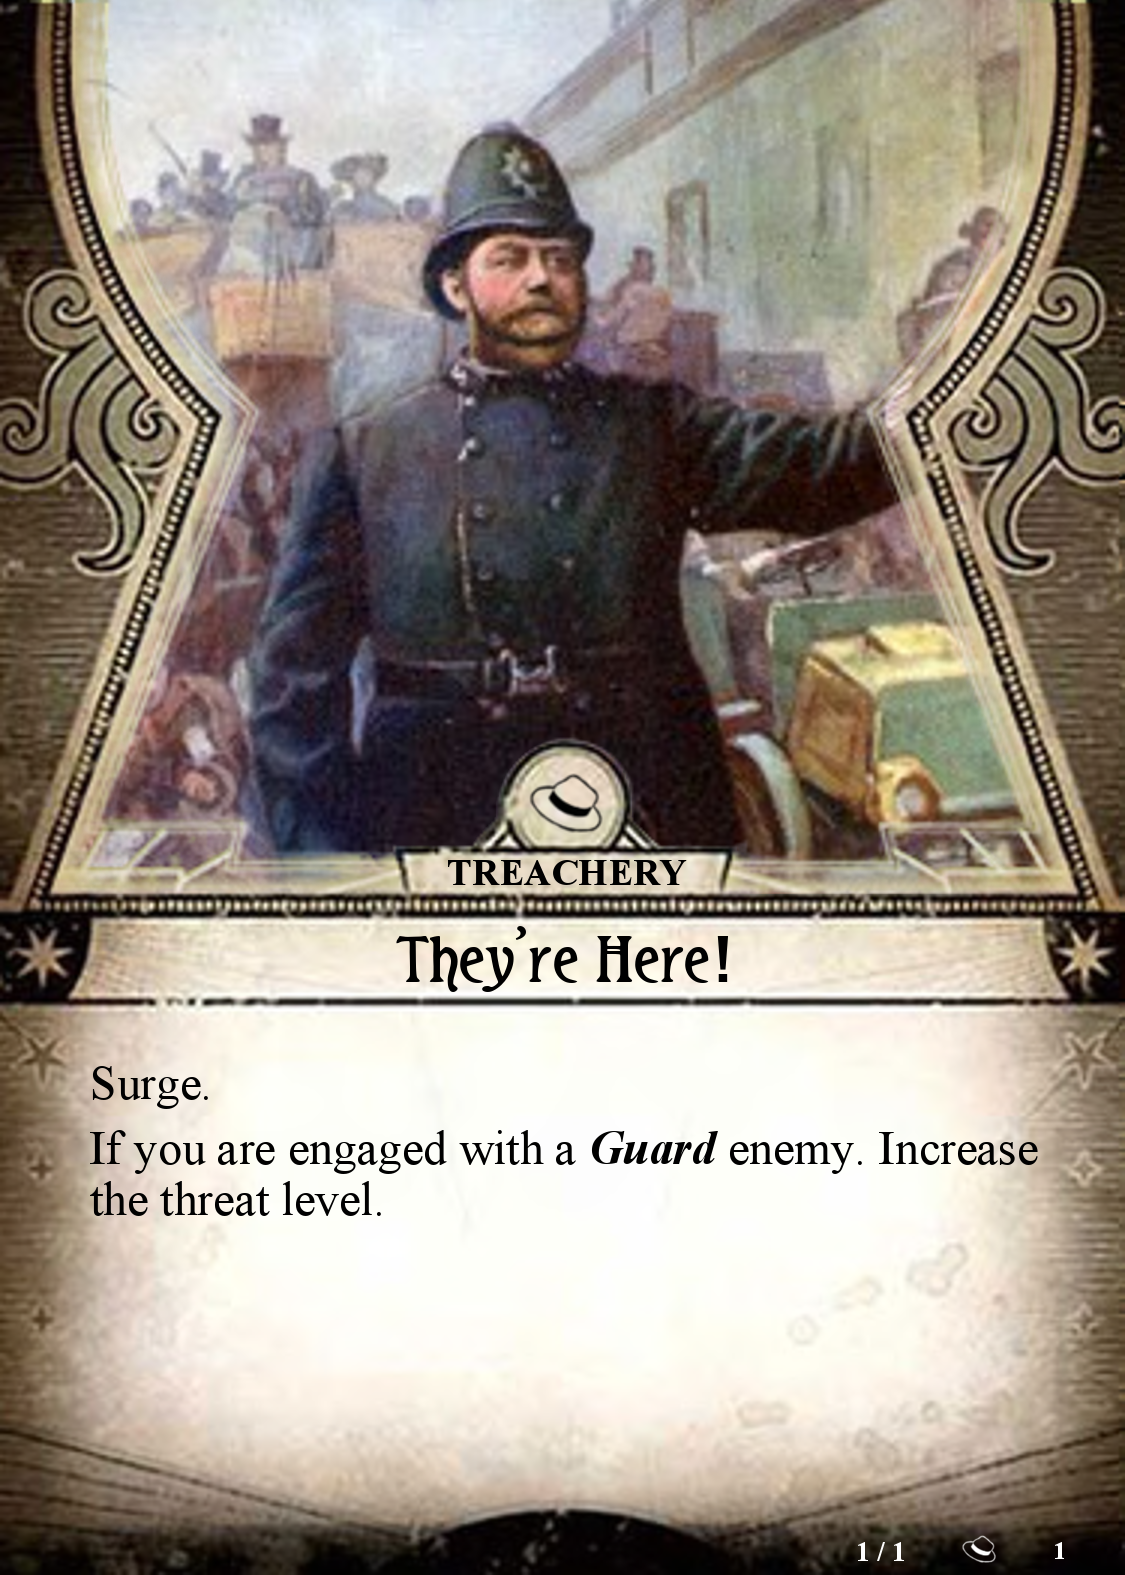 TREACHERY
They're Here!
Surge.
If you are engaged with a Guard enemy. Increase
the threat level.
1 / 1 1